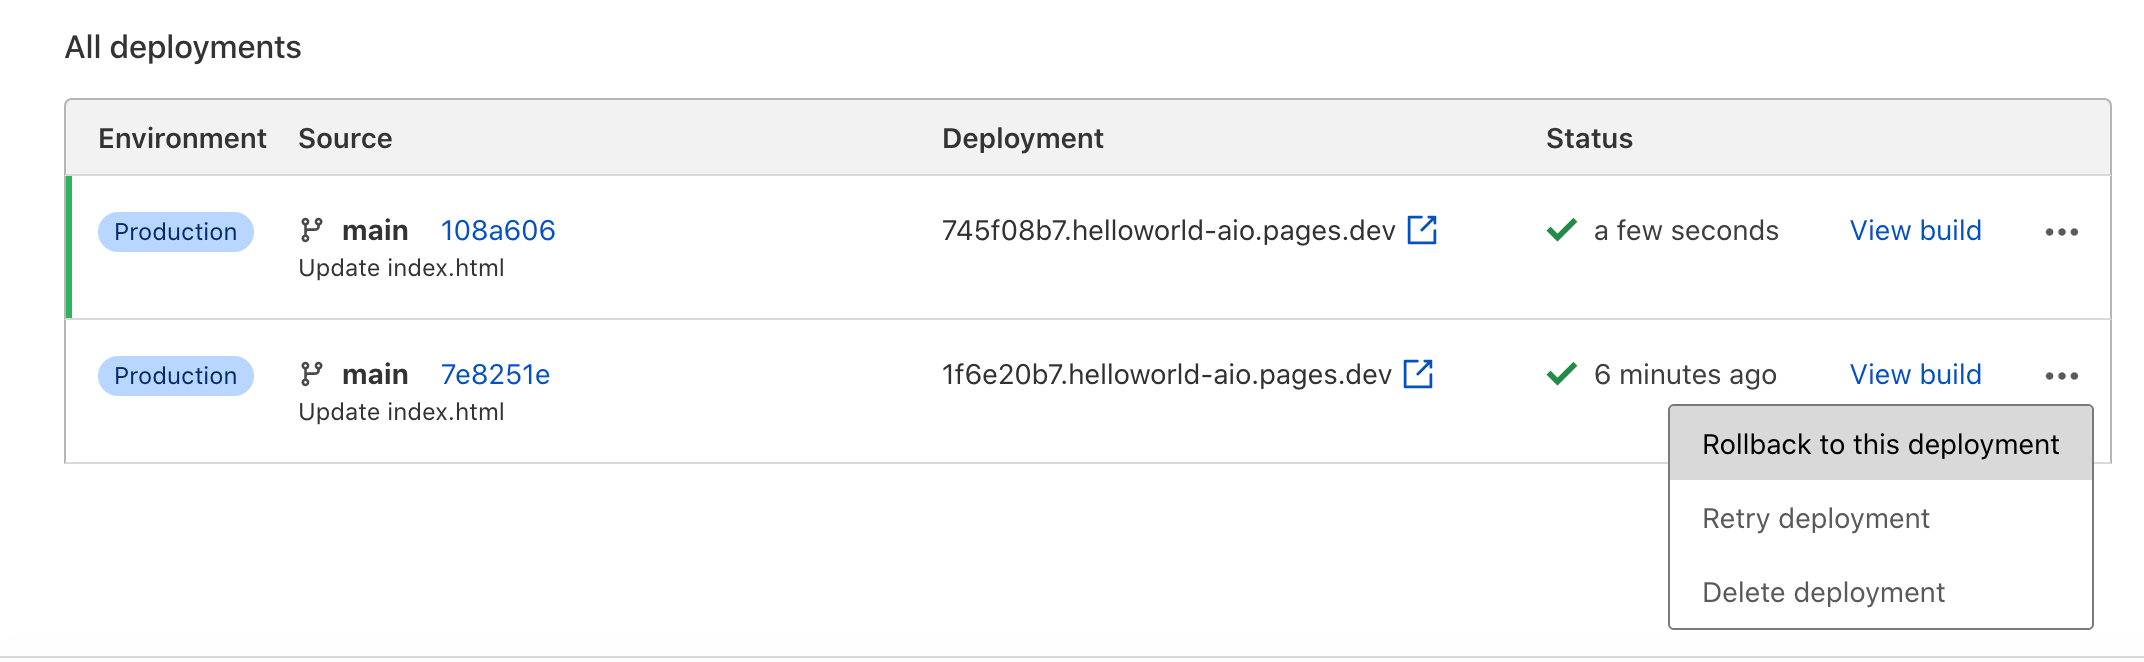 All deployments
Environment Source Deployment Status
Production main 108a606 745f08b7.helloworld-aio.pages.dev a few seconds View build
Update index.html
Production main 7e8251e 1f6e20b7.helloworld-aio.pages.dev 6 minutes ago View build
Update index.html
Rollback to this deployment
Retry deployment
Delete deployment